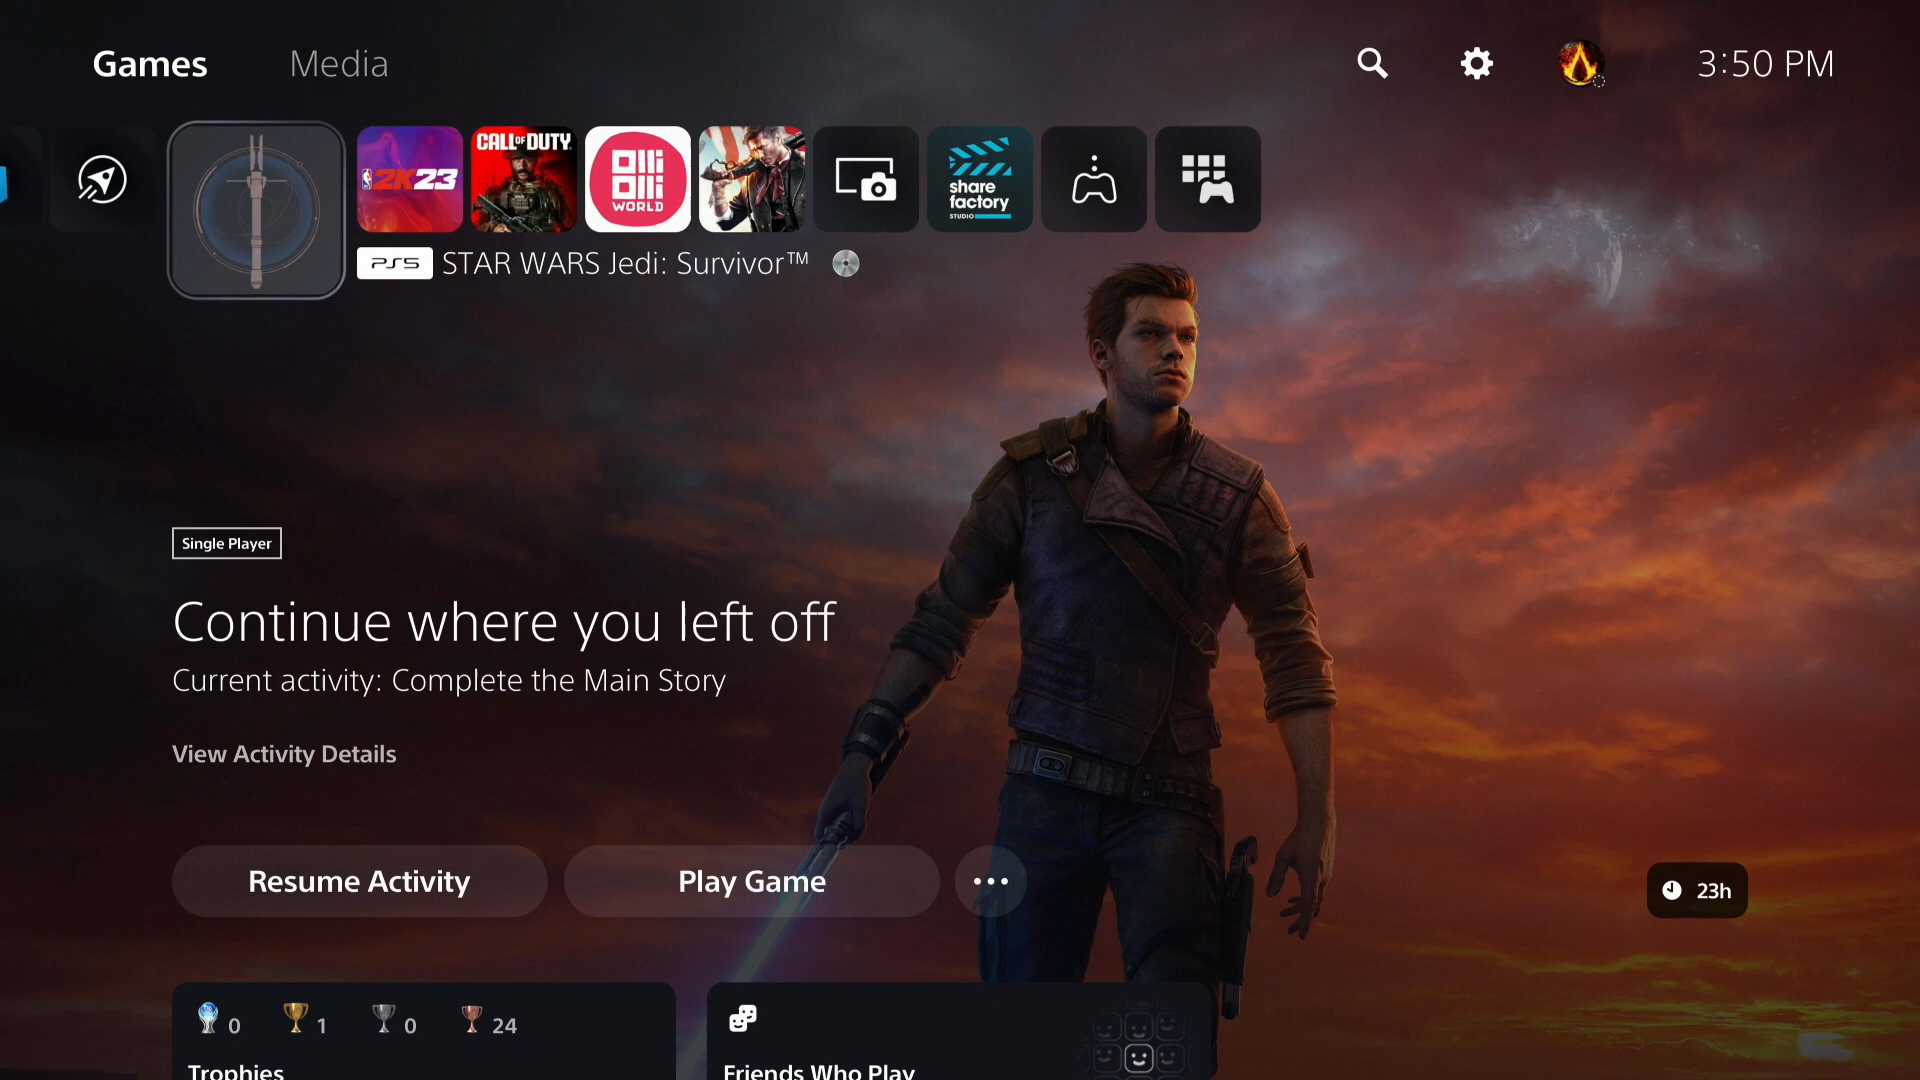 Games
Media
3:50 PM
2K23
CALL OF DUTY
Olli
Olli
WORLD
share
factory
STUDIO
PS5 STAR WARS Jedi: Survivor™
Single Player
Continue where you left off
Current activity: Complete the Main Story
View Activity Details
Resume Activity
Play Game
23h
0 1 0 24
Trophies
Friends Who Play